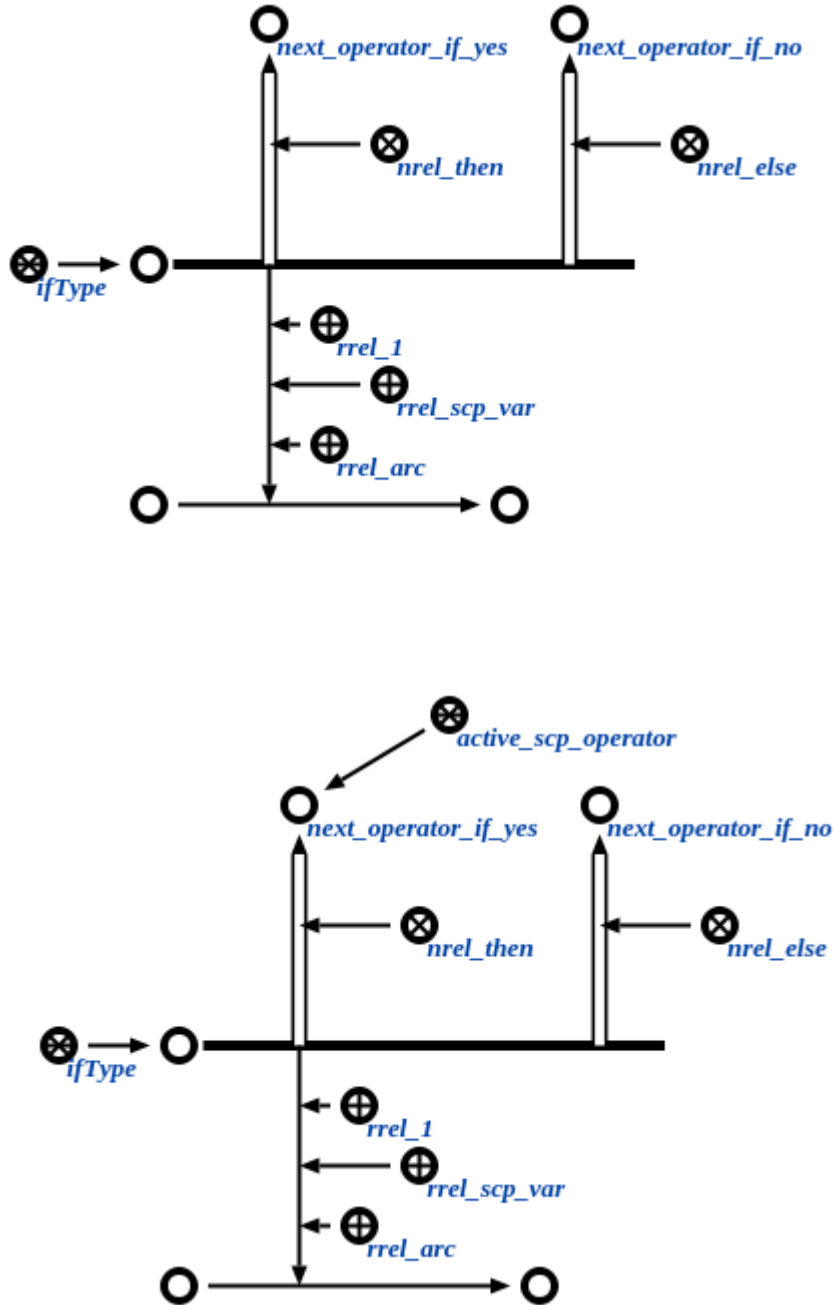 next_operator_if_yes
next_operator_if_no
nrel_then
nrel_else
ifType
rrel_1
rrel_scp_var
rrel_arc
active_scp_operator
next_operator_if_yes
next_operator_if_no
nrel_then
nrel_else
ifType
rrel_1
rrel_scp_var
rrel_arc